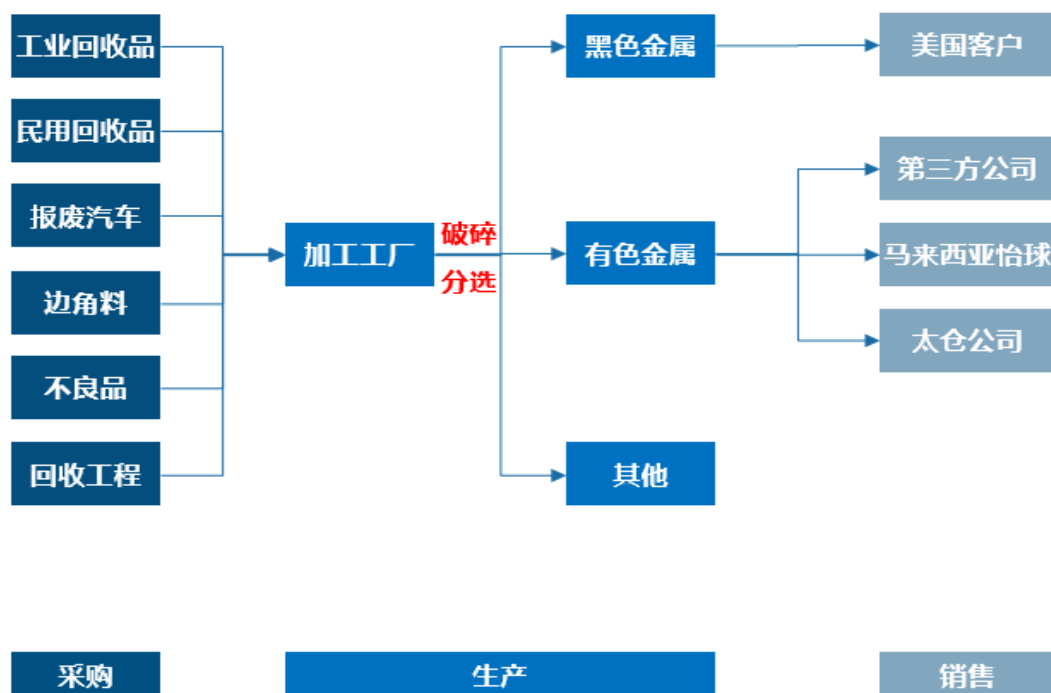 工业回收品
民用回收品
报废汽车
边角料
不良品
回收工程
加工工厂
破碎
分选
黑色金属
有色金属
其他
美国客户
第三方公司
马来西亚怡球
太仓公司
采购
生产
销售